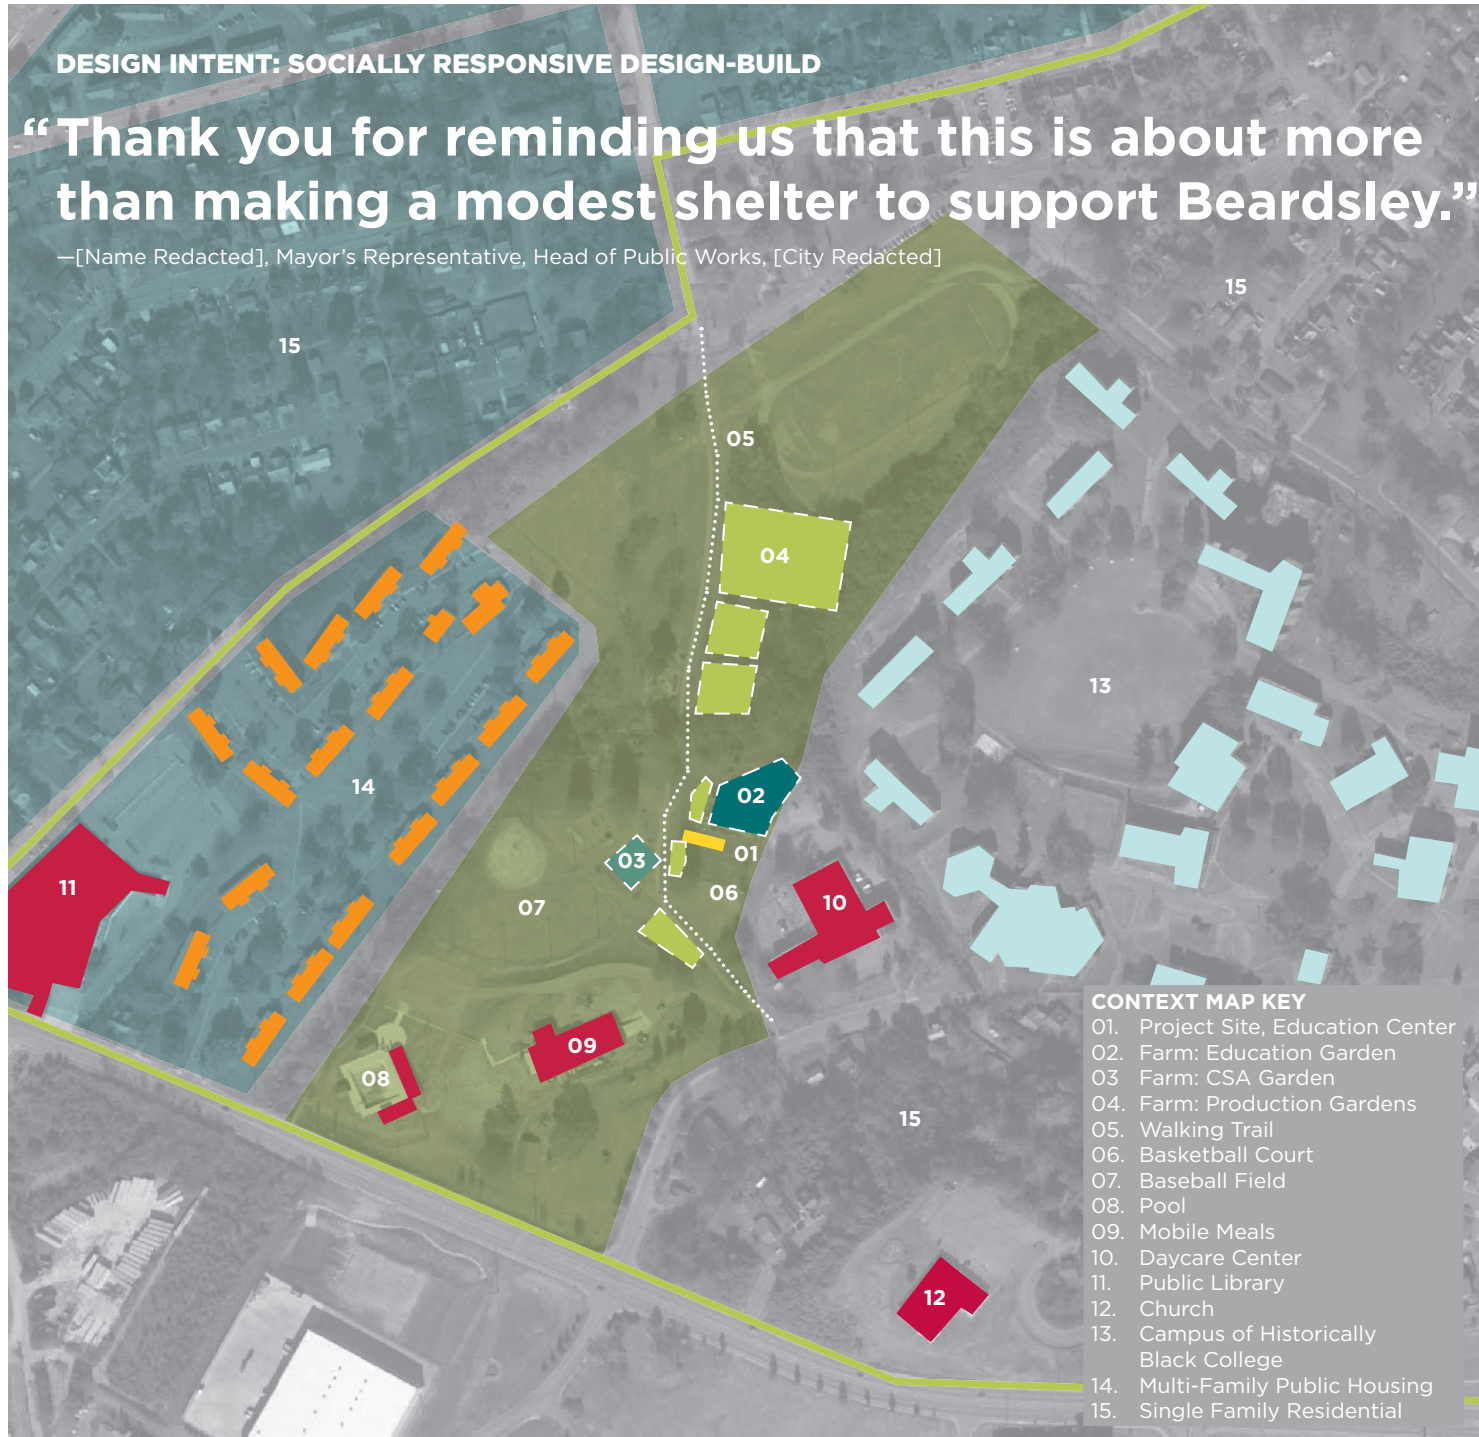 DESIGN INTENT: SOCIALLY RESPONSIVE DESIGN-BUILD
“Thank you for reminding us that this is about more
than making a modest shelter to support Beardsley.”
—[Name Redacted], Mayor’s Representative, Head of Public Works, [City Redacted]
15
15
05
04
13
14
02
01
03
11
06
10
07
09
08
15
12
CONTEXT MAP KEY
01. Project Site, Education Center
02. Farm: Education Garden
03 Farm: CSA Garden
04. Farm: Production Gardens
05. Walking Trail
06. Basketball Court
07. Baseball Field
08. Pool
09. Mobile Meals
10. Daycare Center
11. Public Library
12. Church
13. Campus of Historically
Black College
14. Multi-Family Public Housing
15. Single Family Residential